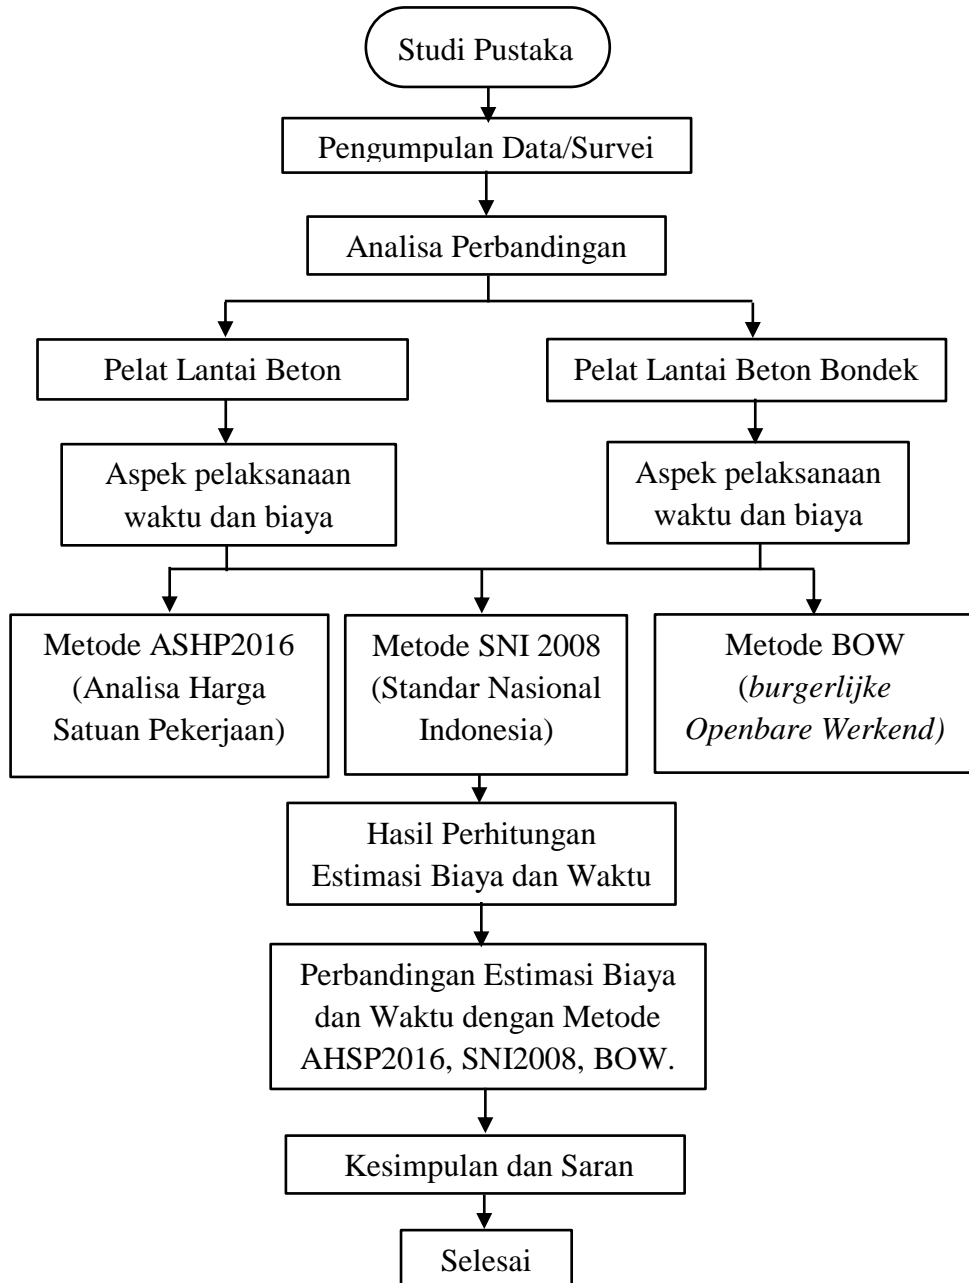 Studi Pustaka
Pengumpulan Data/Survei
Analisa Perbandingan
Pelat Lantai Beton
Pelat Lantai Beton Bondek
Aspek pelaksanaan
waktu dan biaya
Aspek pelaksanaan
waktu dan biaya
Metode ASHP2016
(Analisa Harga
Satuan Pekerjaan)
Metode SNI 2008
(Standar Nasional
Indonesia)
Metode BOW
(burgerlijke
Openbare Werkend)
Hasil Perhitungan
Estimasi Biaya dan Waktu
Perbandingan Estimasi Biaya
dan Waktu dengan Metode
AHSP2016, SNI2008, BOW.
Kesimpulan dan Saran
Selesai